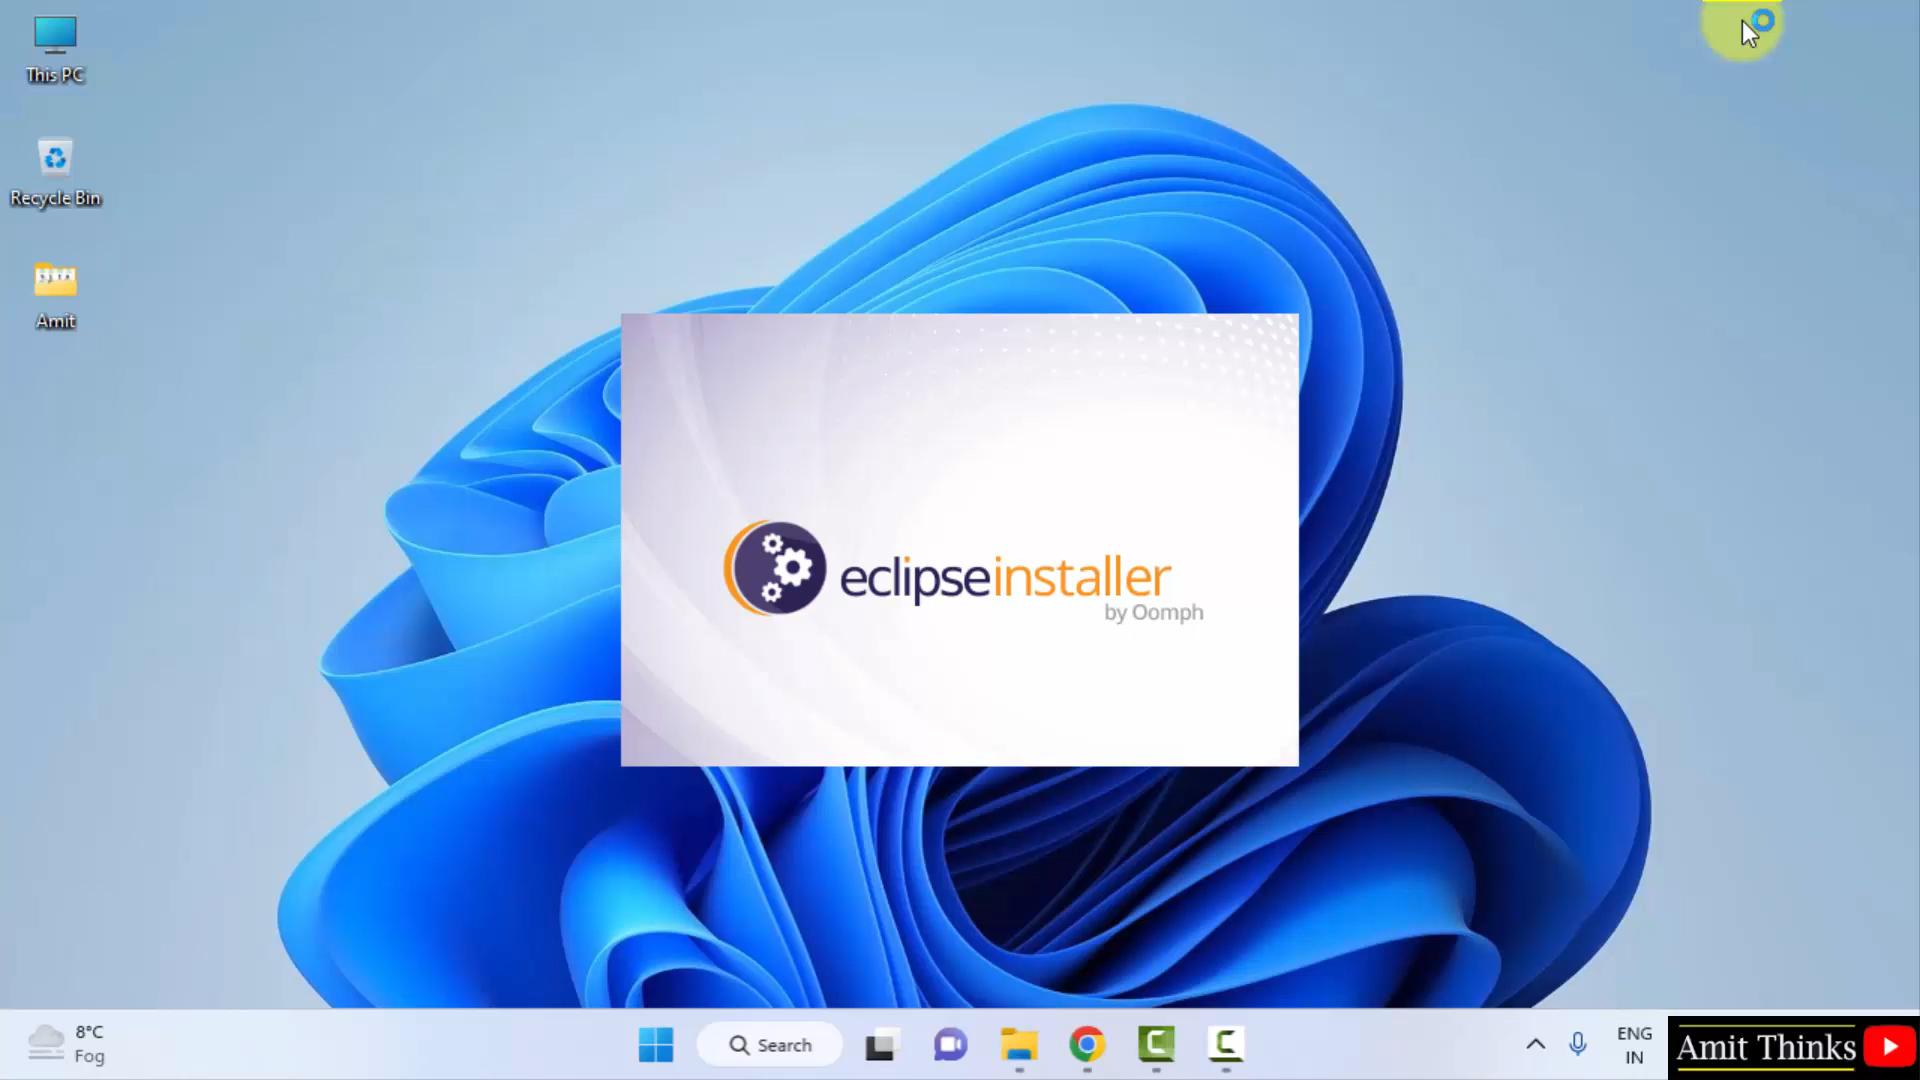 This PC
Recycle Bin
Amit
eclipseinstaller
by Oomph
8°C
Fog
Search
ENG
IN
Amit Thinks